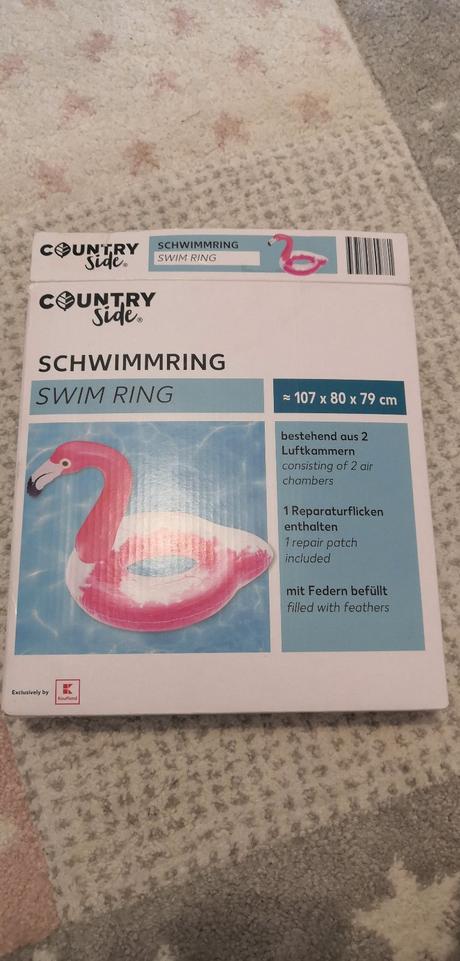 COUNTRY
Side®
SCHWIMMRING
SWIM RING
COUNTRY
Side®
SCHWIMMRING
SWIM RING
≈ 107 x 80 x 79 cm
bestehend aus 2
Luftkammern
consisting of 2 air
chambers
1 Reparaturflicken
enthalten
1 repair patch
included
mit Federn befüllt
filled with feathers
Exclusively by
K
Kaufland